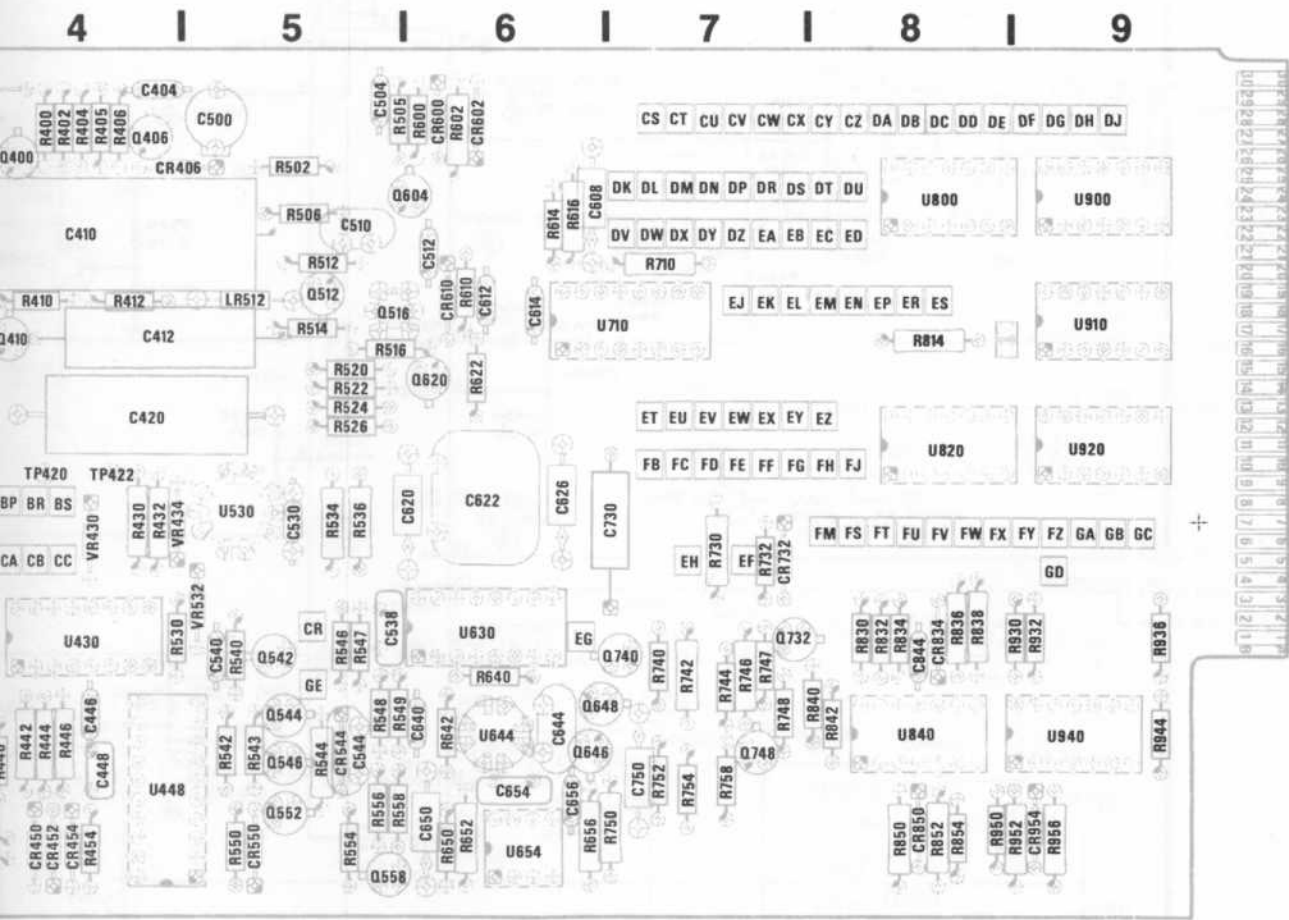 4 5 6 7 8 9
C404
R400 R402 R404 R405 R406
Q406
C500
C504
R505 R600
CR600
R602
CR602
CS CT CU CV CW CX CY CZ DA DB DC DD DE DF DG DH DJ
Q400
CR406
R502
Q604
R614 R616 C608
DK DL DM DN DP DR DS DT DU
U800
U900
C410
R506
C510
C512
DV DW DX DY DZ EA EB EC ED
R512
R710
R410
R412
LR512
Q512
Q516
CR610
R610
C612
C614
U710
EJ EK EL EM EN EP ER ES
U910
Q410
C412
R514
R516
R814
R520
R522
R524
R526
Q620
R622
C420
ET EU EV EW EX EY EZ
U820
U920
TP420 TP422
FB FC FD FE FF FG FH FJ
BP BR BS
VR430
R430 R432
VR434
U530
C530
R534
R536
C620
C622
C626
C730
R730
R732
CR732
FM FS FT FU FV FW FX FY FZ GA GB GC
CA CB CC
EH
EF
GD
VR532
U430
R530
C540
R540
Q542
CR
R546 R547
C538
U630
EG
Q740
R740
R742
R744
R746
R747
Q732
R830 R832 R834
C844
CR834
R836 R838
R930 R932
R936
GE
R640
R442 R444 R446
C446
C448
U448
R542
R543
Q544
Q546
R544
CR544
C544
R548 R549
C640
R642
U644
C644
Q648
Q646
R748
R840 R842
U840
U940
R944
C750
R752
R754
R758
Q748
Q552
R556 R558
C654
C656
CR450 CR452 CR454
R454
R550
CR550
R554
Q558
C650
R650
R652
U654
R656
R750
R850
CR850
R852
R854
R950
R952
CR954
R956